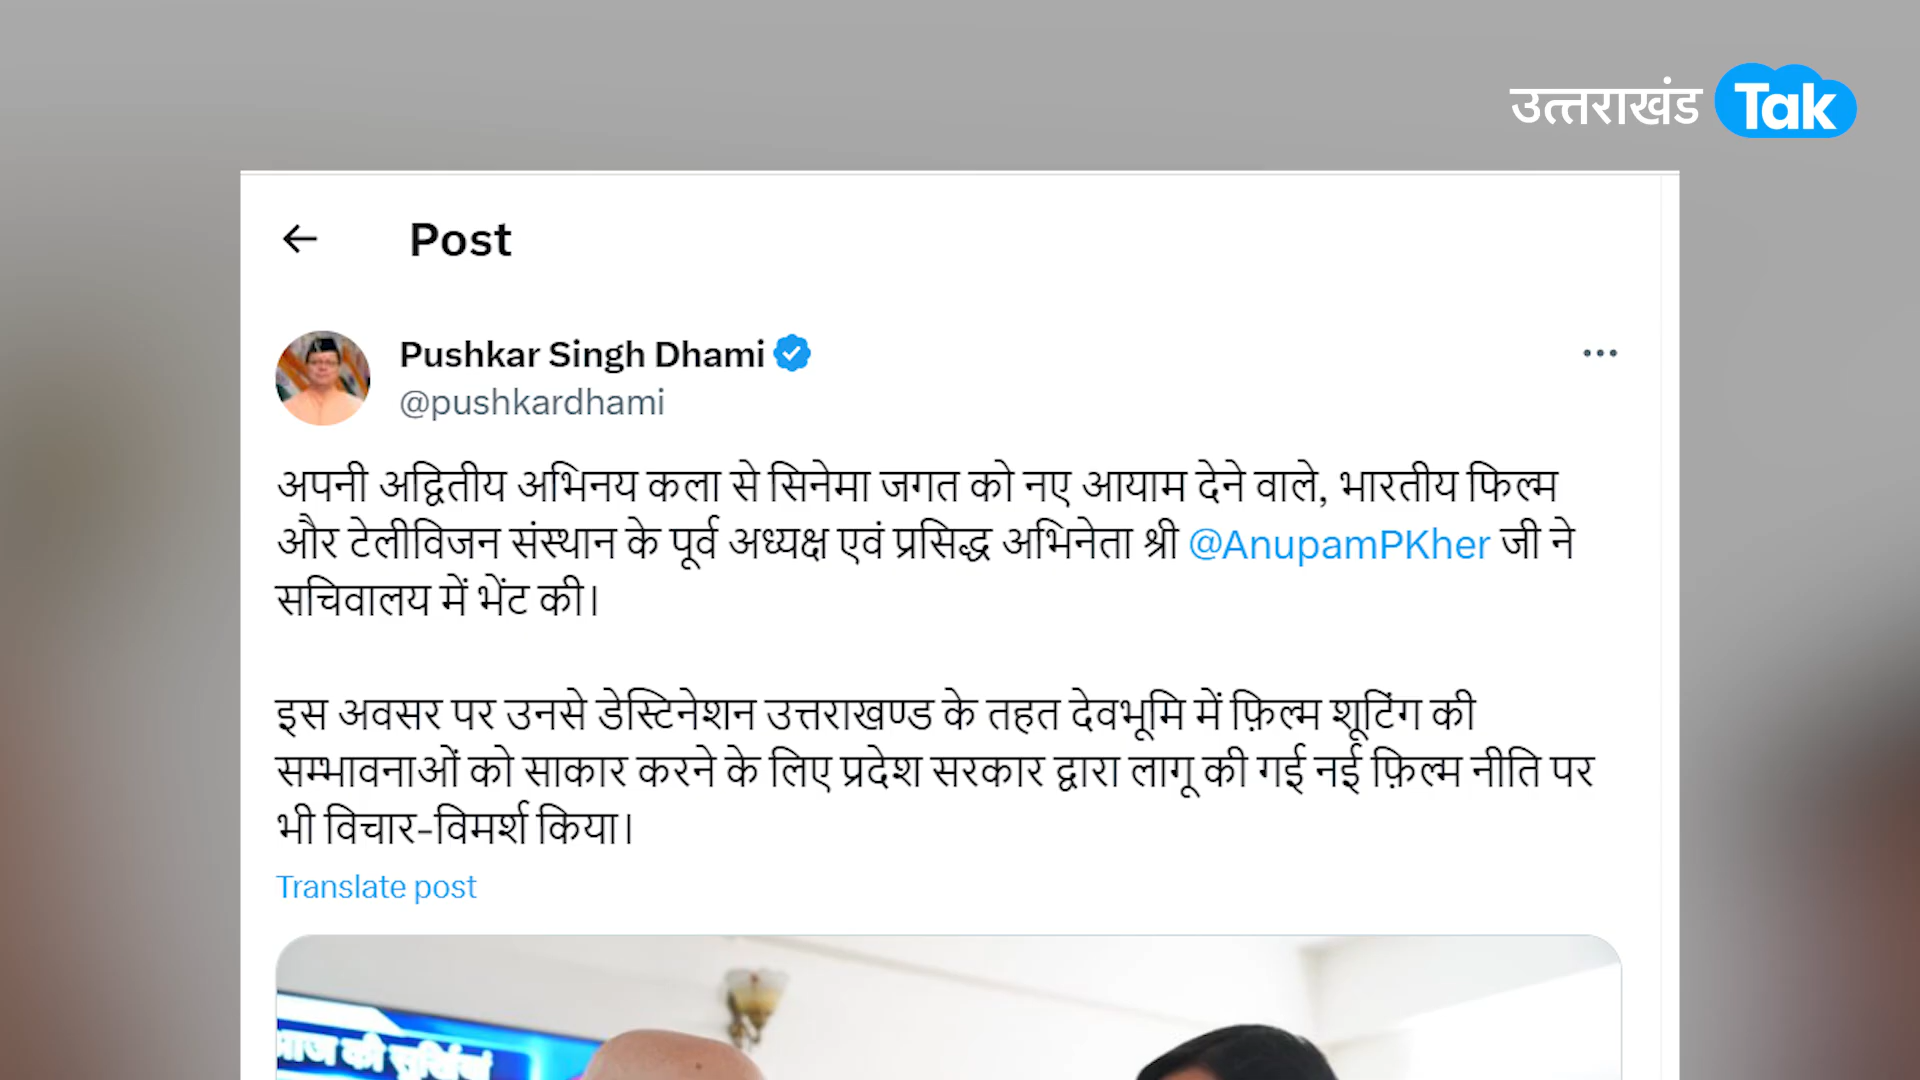 उत्तराखंड Tak
Post
Pushkar Singh Dhami
@pushkardhami
अपनी अद्वितीय अभिनय कला से सिनेमा जगत को नए आयाम देने वाले, भारतीय फिल्म
और टेलीविजन संस्थान के पूर्व अध्यक्ष एवं प्रसिद्ध अभिनेता श्री @AnupamPKher जी ने
सचिवालय में भेंट की।
इस अवसर पर उनसे डेस्टिनेशन उत्तराखण्ड के तहत देवभूमि में फ़िल्म शूटिंग की
सम्भावनाओं को साकार करने के लिए प्रदेश सरकार द्वारा लागू की गई नई फ़िल्म नीति पर
भी विचार-विमर्श किया।
Translate post
आज की सुर्खियां